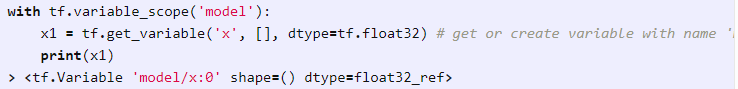 with tf.variable_scope('model'):
    x1 = tf.get_variable('x', [], dtype=tf.float32) # get or create variable with name '
    print(x1)
> <tf.Variable 'model/x:0' shape=() dtype=float32_ref>